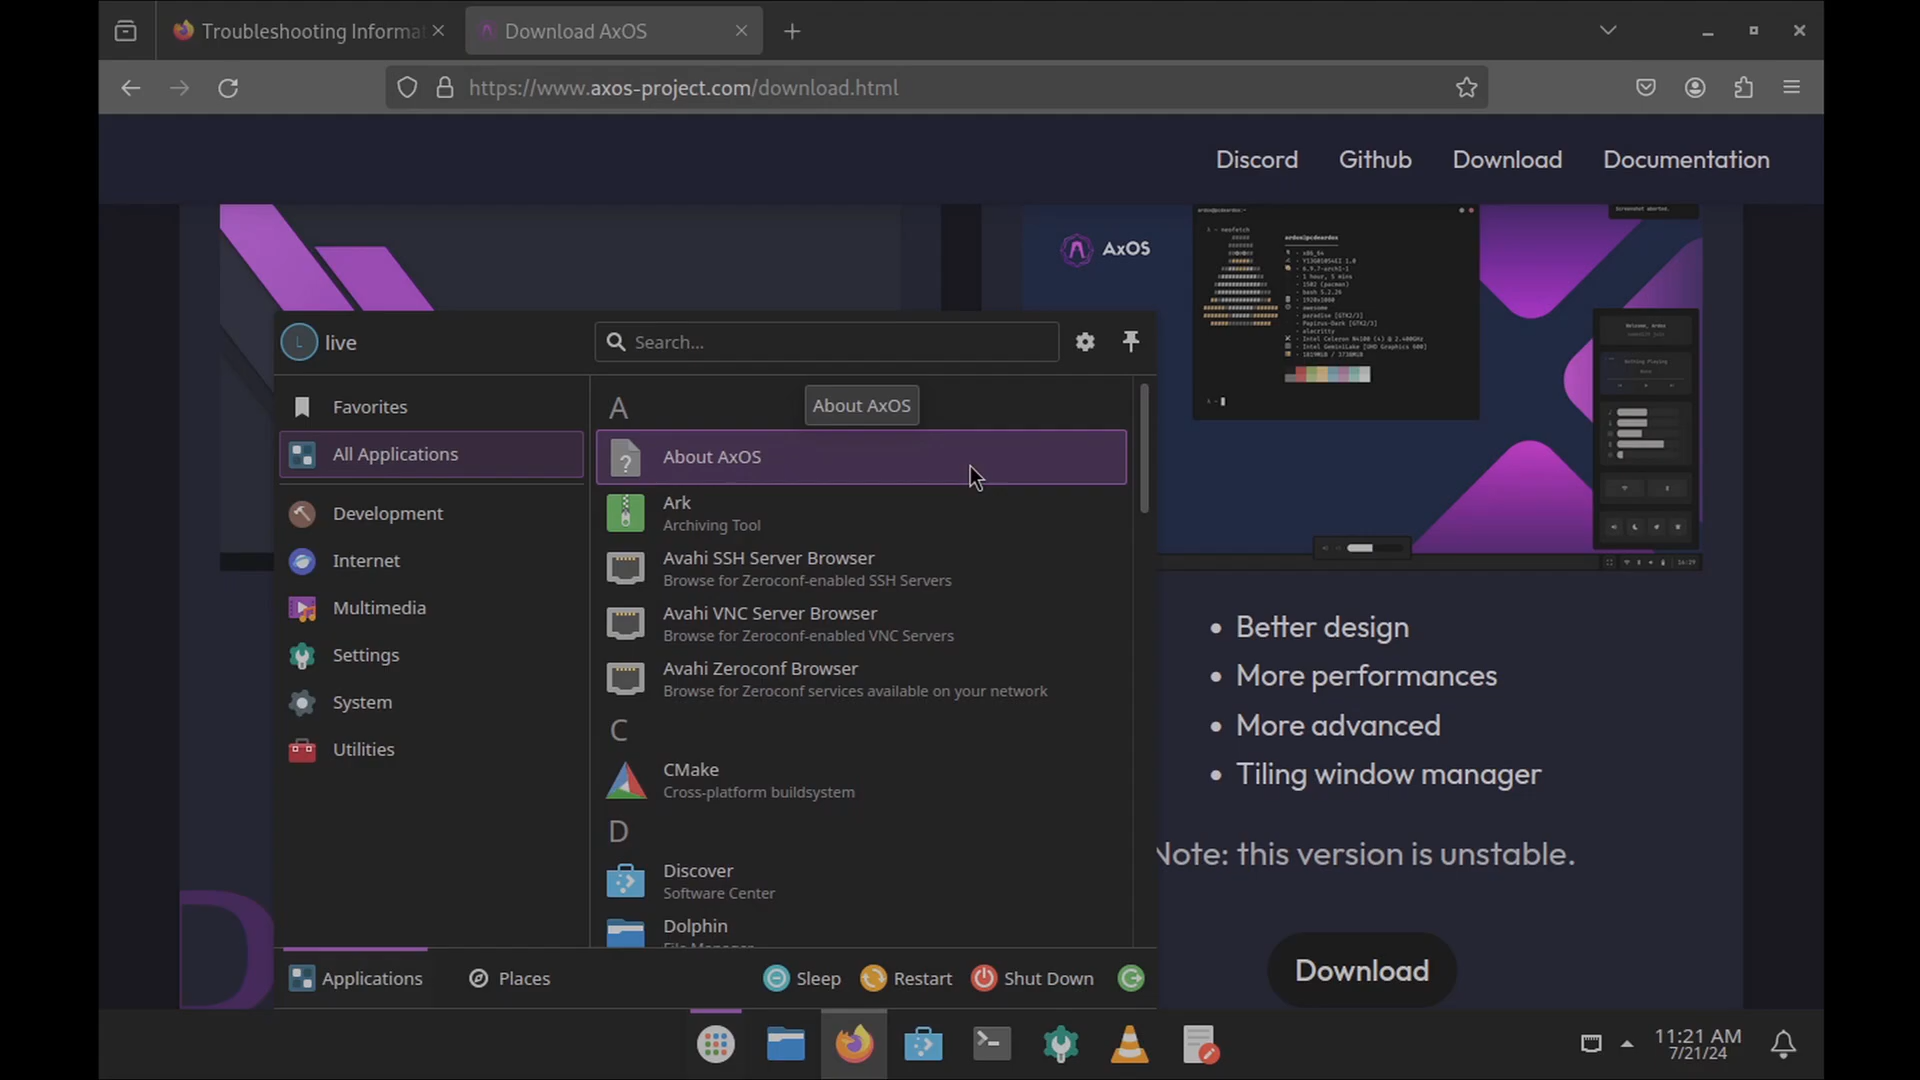 Troubleshooting Informat
Download AxOS
https://www.axos-project.com/download.html
Discord
Github
Download
Documentation
AxOS
live
Search...
Favorites
All Applications
Development
Internet
Multimedia
Settings
System
Utilities
A
About AxOS
About AxOS
Ark
Archiving Tool
Avahi SSH Server Browser
Browse for Zeroconf-enabled SSH Servers
Avahi VNC Server Browser
Browse for Zeroconf-enabled VNC Servers
Avahi Zeroconf Browser
Browse for Zeroconf services available on your network
C
CMake
Cross-platform buildsystem
D
Discover
Software Center
Dolphin
File Manager
Applications
Places
Sleep
Restart
Shut Down
Better design
More performances
More advanced
Tiling window manager
Note: this version is unstable.
Download
11:21 AM
7/21/24